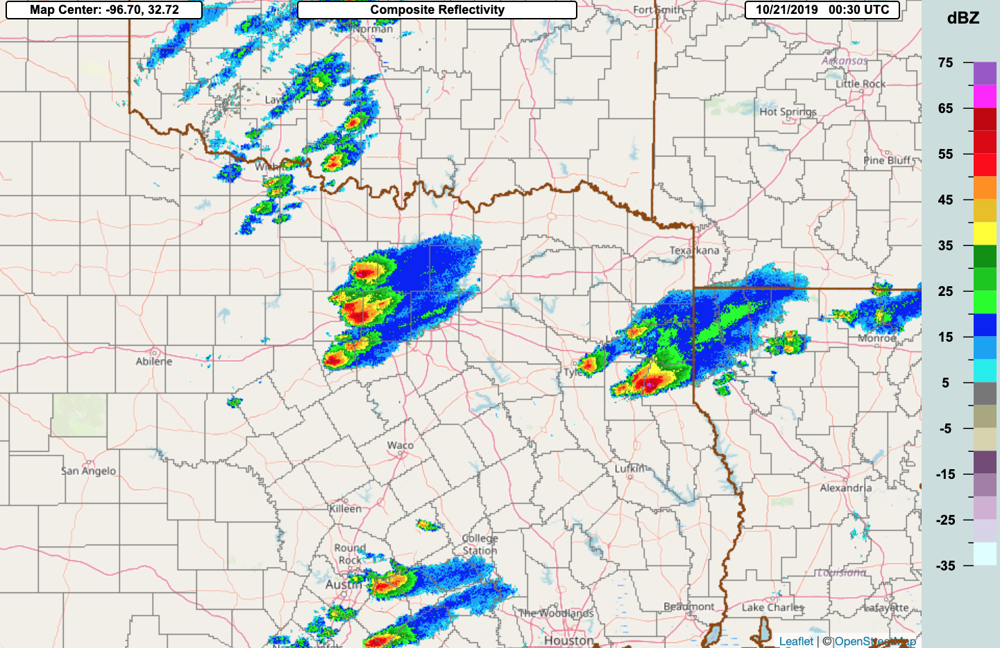 Map Center: -96.70, 32.72
Composite Reflectivity
10/21/2019 00:30 UTC
dBZ
Fort Smith
Norman
75
Arkansas
Little Rock
65
Hot Springs
55
Pine Bluff
45
35
Texarkana
25
15
Monroe
Abilene
5
-5
Waco
San Angelo
Lufkin
-15
Alexandria
Killeen
-25
College
Station
Round
Rock
-35
Louisiana
Austin
The Woodlands
Beaumont
Lake Charles
Lafayette
Houston
Leaflet | © OpenStreetMap